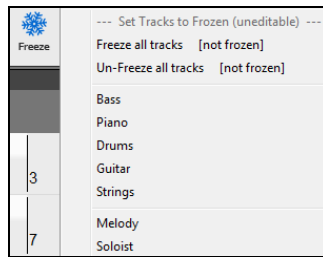 Freeze
--- Set Tracks to Frozen (uneditable) ---
Freeze all tracks [not frozen]
Un-Freeze all tracks [not frozen]
Bass
Piano
Drums
Guitar
Strings
Melody
Soloist
3
7